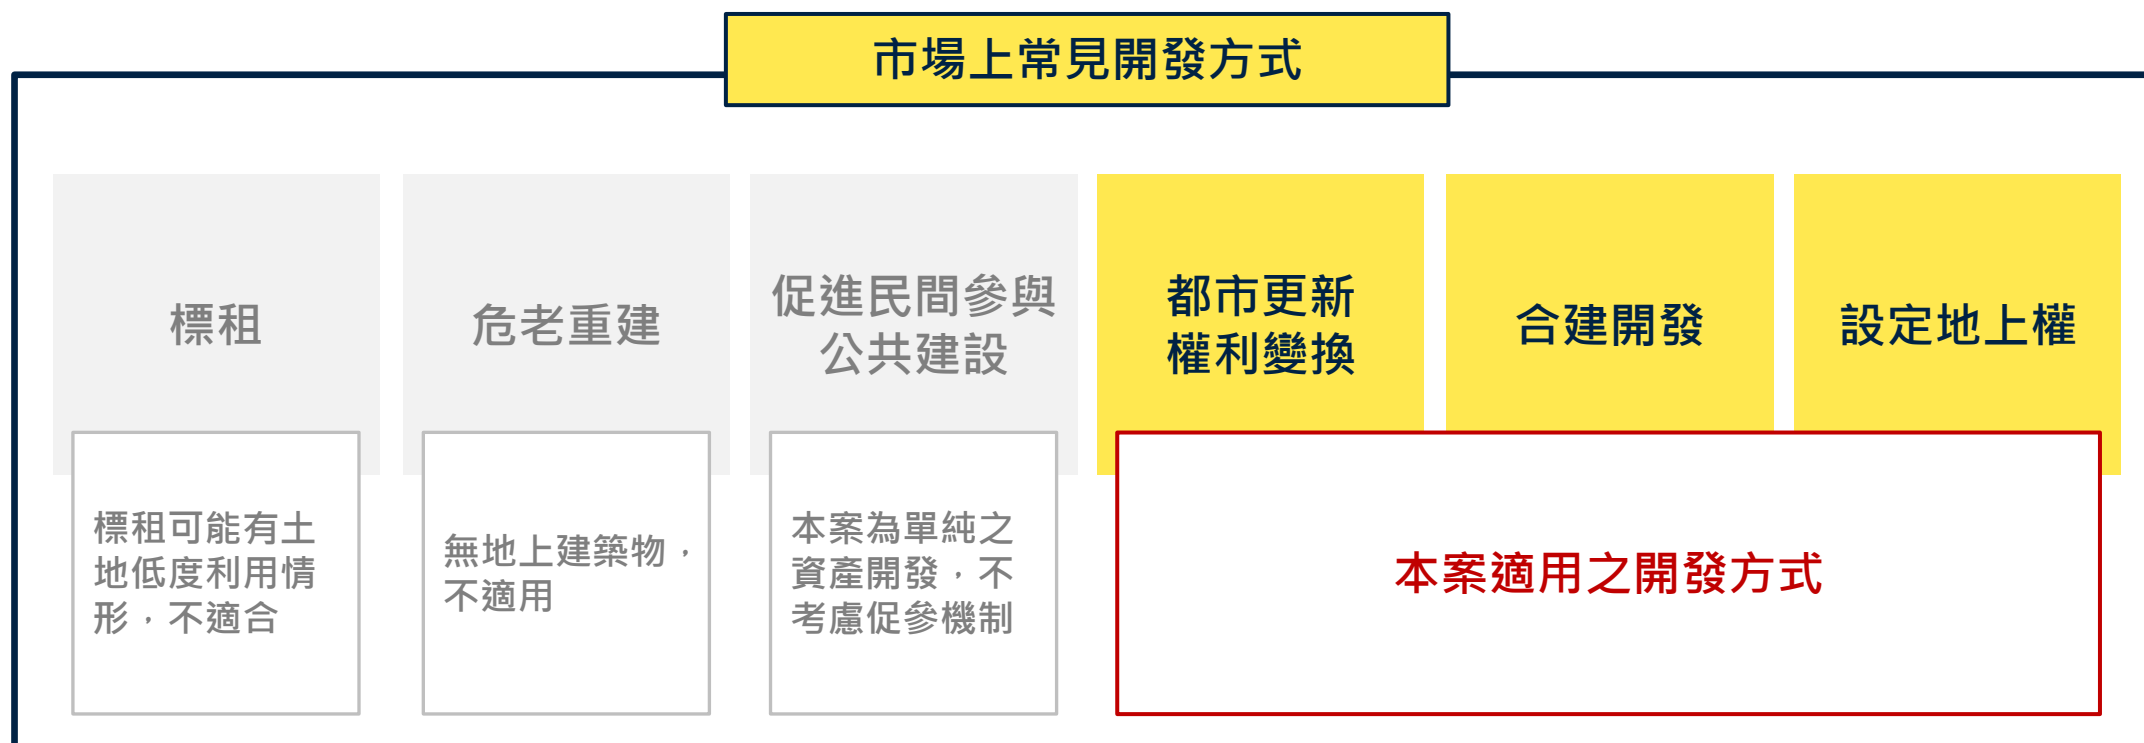 市場上常見開發方式
標租
危老重建
促進民間參與
公共建設
都市更新
權利變換
合建開發
設定地上權
標租可能有土
地低度利用情
形，不適合
無地上建築物，
不適用
本案為單純之
資產開發，不
考慮促參機制
本案適用之開發方式